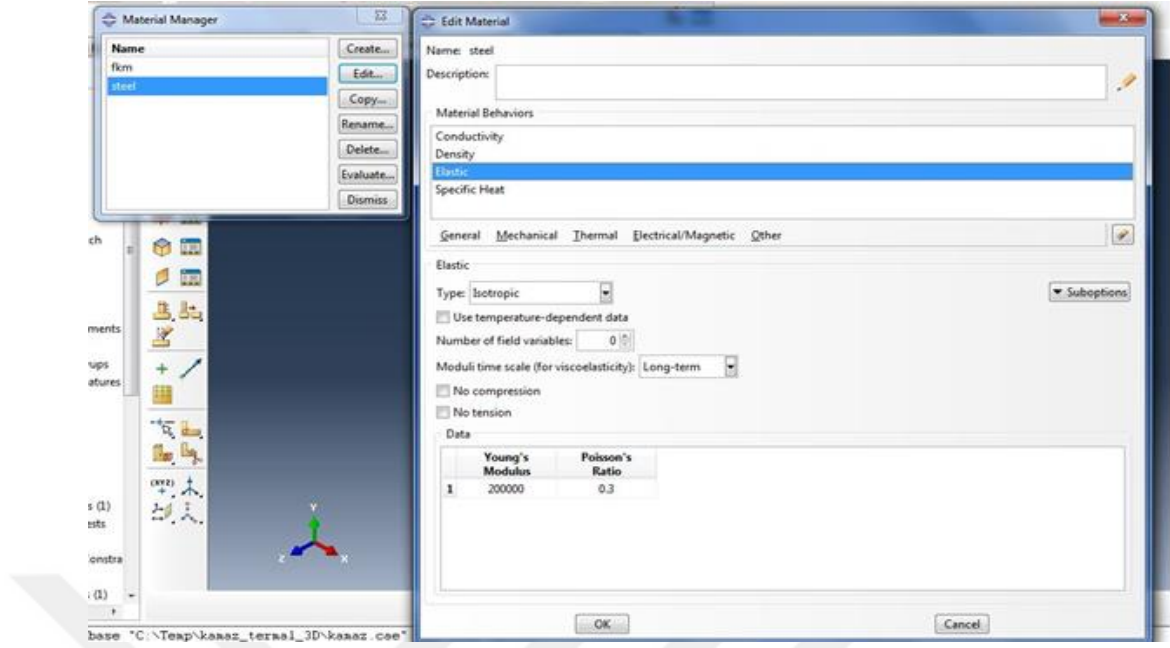 Material Manager
Name
fkm
steel
Create...
Edit...
Copy...
Rename...
Delete...
Evaluate...
Dismiss
Edit Material
Name: steel
Description:
Material Behaviors
Conductivity
Density
Elastic
Specific Heat
General Mechanical Thermal Electrical/Magnetic Other
Elastic
Type: Isotropic
Suboptions
Use temperature-dependent data
Number of field variables: 0
Moduli time scale (for viscoelasticity): Long-term
No compression
No tension
Data
Young's Modulus Poisson's Ratio
1 200000 0.3
OK Cancel
ch
ments
ups
atures
s (1)
ests
onstra
(1)
(XYZ)
Y
Z X
base "C:\Temp\kamaz_termal_3D\kamaz.cae"